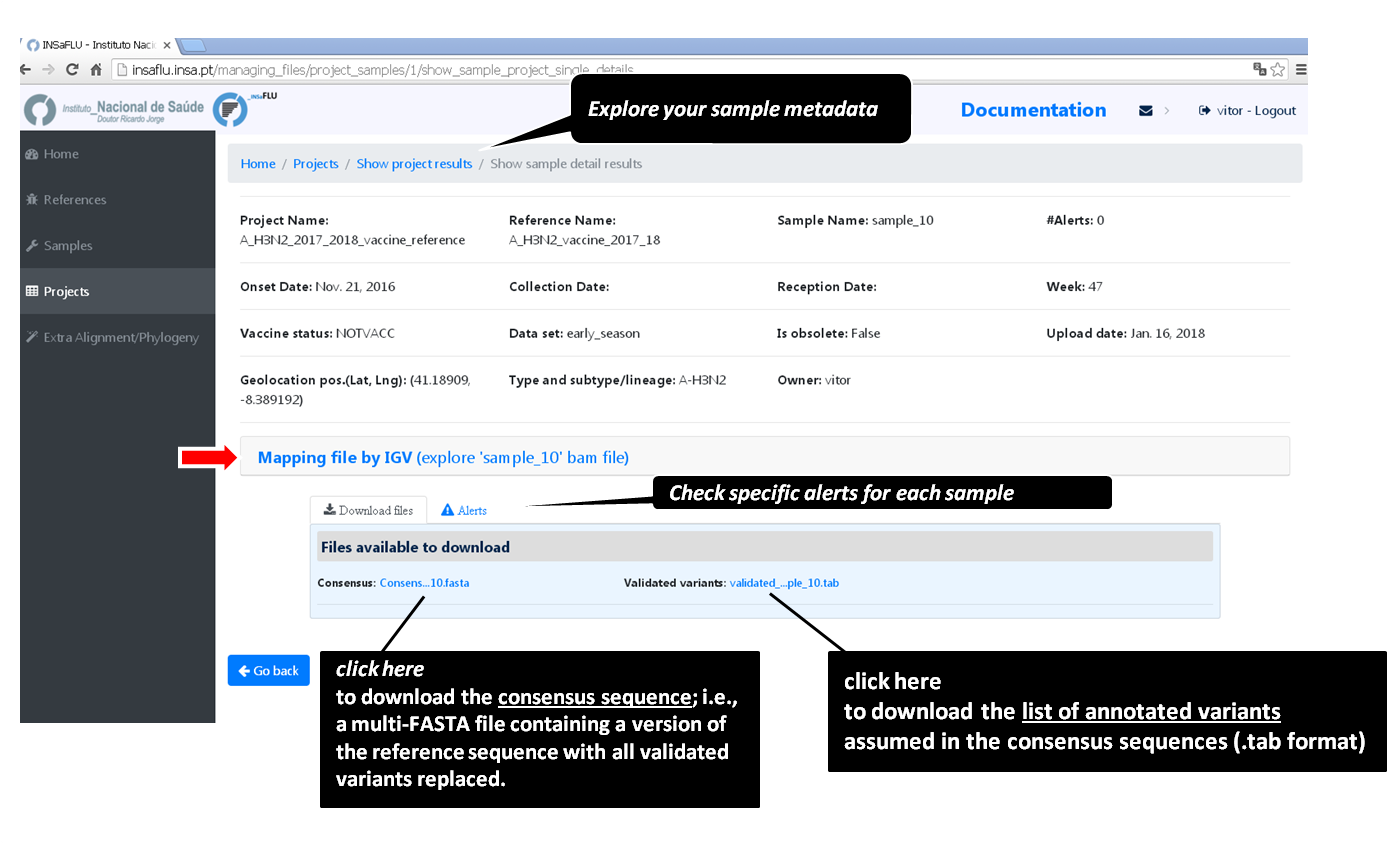 INSaFLU - Instituto Naci
insaflu.insa.pt/managing_files/project_samples/1/show_sample_project_single_details
Instituto_Nacional de Saúde
Doutor Ricardo Jorge
_INSaFLU
Explore your sample metadata
Documentation
vitor - Logout
Home
References
Samples
Projects
Extra Alignment/Phylogeny
Home / Projects / Show project results / Show sample detail results
Project Name: A_H3N2_2017_2018_vaccine_reference
Reference Name: A_H3N2_vaccine_2017_18
Sample Name: sample_10
#Alerts: 0
Onset Date: Nov. 21, 2016
Collection Date:
Reception Date:
Week: 47
Vaccine status: NOTVACC
Data set: early_season
Is obsolete: False
Upload date: Jan. 16, 2018
Geolocation pos.(Lat, Lng): (41.18909,
-8.389192)
Type and subtype/lineage: A-H3N2
Owner: vitor
Mapping file by IGV (explore 'sample_10' bam file)
Check specific alerts for each sample
Download files
Alerts
Files available to download
Consensus: Consens...10.fasta
Validated variants: validated_...ple_10.tab
Go back
click here
to download the consensus sequence; i.e.,
a multi-FASTA file containing a version of
the reference sequence with all validated
variants replaced.
click here
to download the list of annotated variants
assumed in the consensus sequences (.tab format)